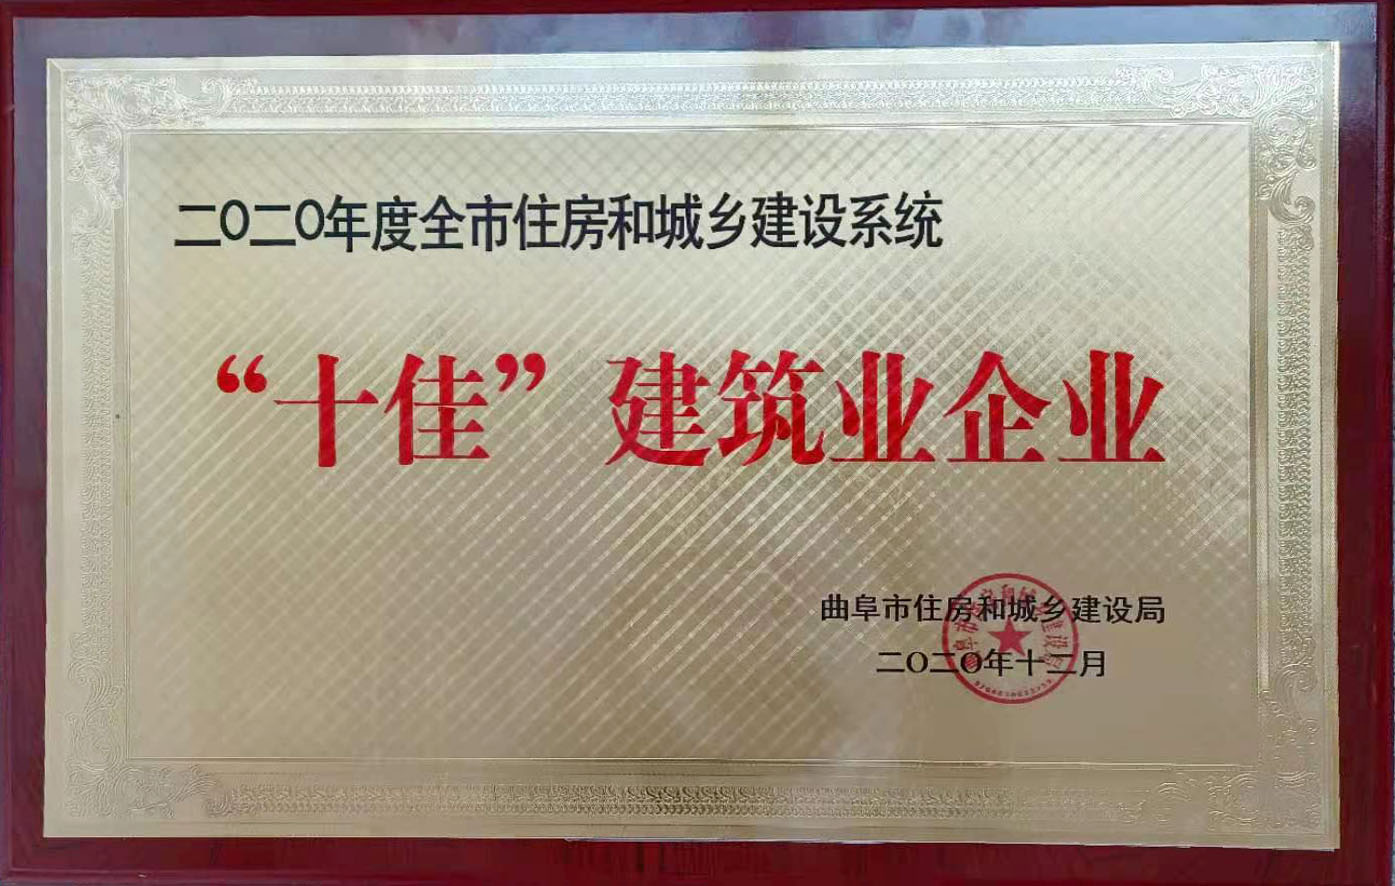 二〇二〇年度全市住房和城乡建设系统
“十佳”建筑业企业
曲阜市住房和城乡建设局
二〇二〇年十二月